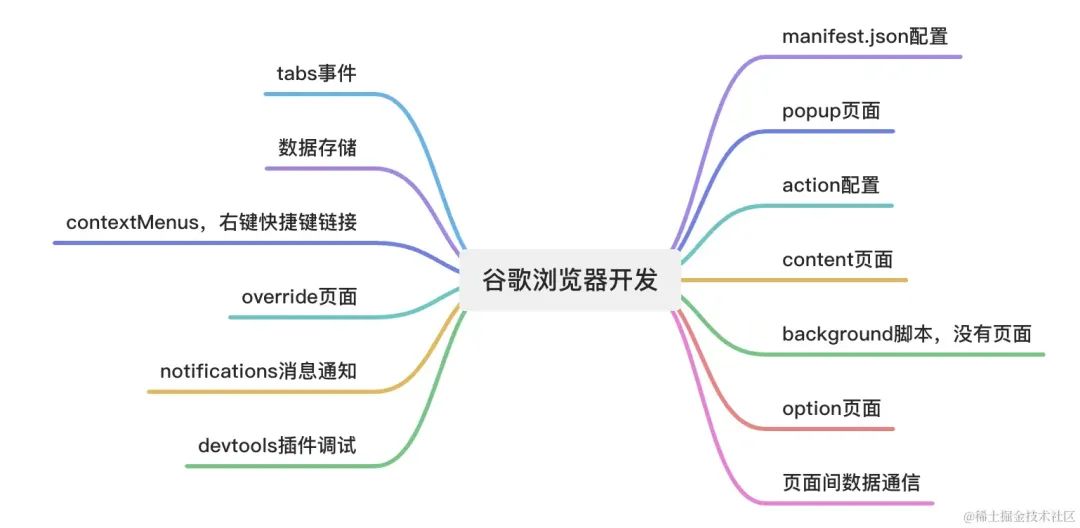 谷歌浏览器开发
manifest.json配置
popup页面
action配置
content页面
background脚本，没有页面
option页面
页面间数据通信
tabs事件
数据存储
contextMenus，右键快捷键链接
override页面
notifications消息通知
devtools插件调试
@稀土掘金技术社区